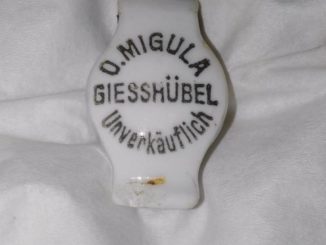 O. MIGULA
GIESSHÜBEL
Unverkäuflich